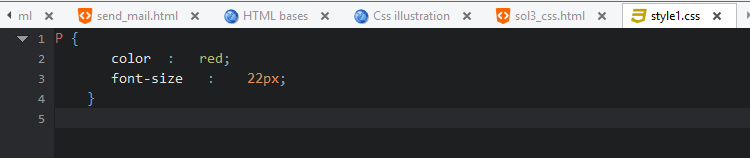 ml send_mail.html HTML bases Css illustration sol3_css.html style1.css
1 P {
2 color : red;
3 font-size : 22px;
4 }
5